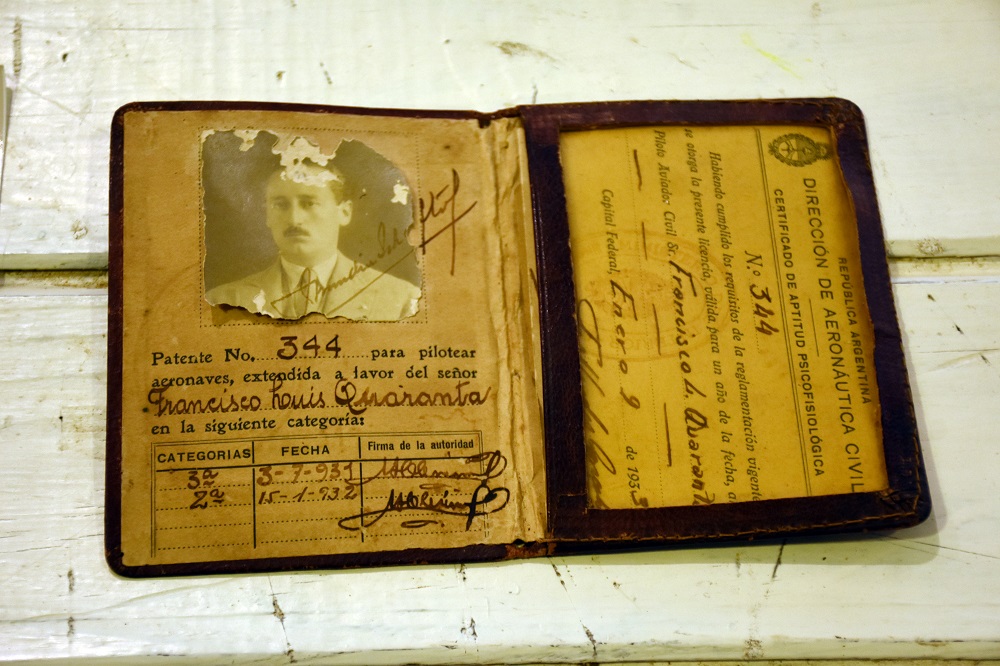 Patente No. 344 para pilotear
aeronaves, extendida a favor del señor
Francisco Luis Quaranta
en la siguiente categoría:
CATEGORIAS FECHA Firma de la autoridad
3ª 3-7-931
2ª 15-1-932
REPÚBLICA ARGENTINA
DIRECCIÓN DE AERONÁUTICA CIVIL
CERTIFICADO DE APTITUD PSICOFISIOLÓGICA
N.º 344
Habiendo cumplido los requisitos de la reglamentación vigente
se otorga la presente licencia, válida para un año de la fecha, al
Piloto Aviador Civil Sr. Francisco L. Quaranta
Capital Federal, Enero 9 de 1933